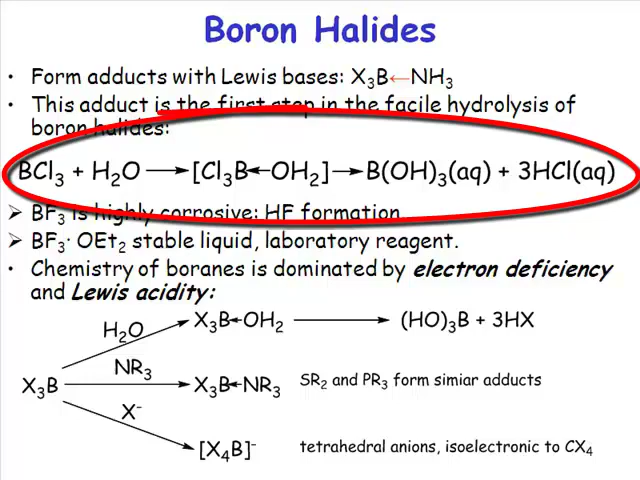 Boron Halides
• Form adducts with Lewis bases: X₃B←NH₃
• This adduct is the first step in the facile hydrolysis of
boron halides:
BCl₃ + H₂O ⟶ [Cl₃B←OH₂] ⟶ B(OH)₃(aq) + 3HCl(aq)
➢ BF₃ is highly corrosive: HF formation
➢ BF₃· OEt₂ stable liquid, laboratory reagent.
• Chemistry of boranes is dominated by electron deficiency
and Lewis acidity:
H₂O X₃B←OH₂ ⟶ (HO)₃B + 3HX
X₃B NR₃ X₃B←NR₃ SR₂ and PR₃ form simiar adducts
X⁻ [X₄B]⁻ tetrahedral anions, isoelectronic to CX₄